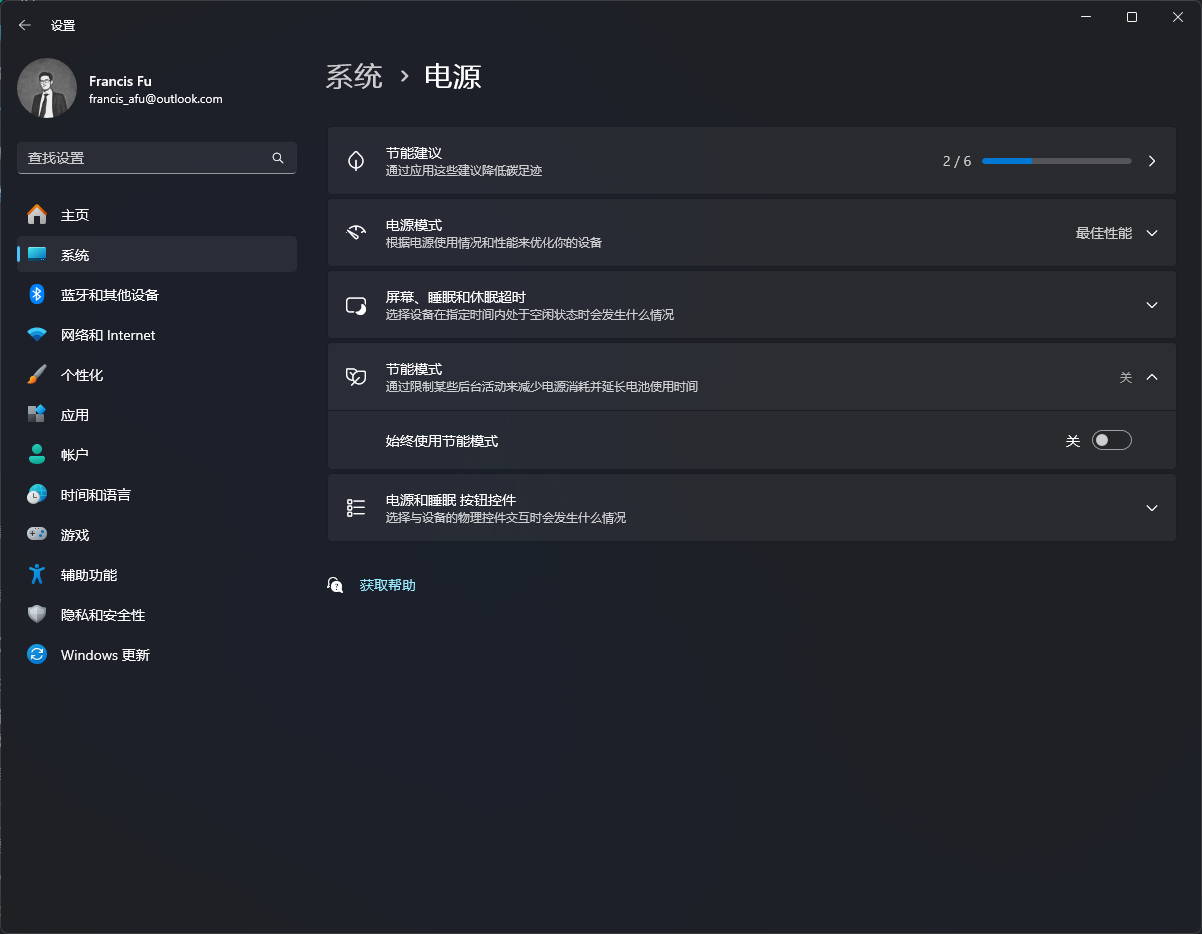 设置
Francis Fu
francis_afu@outlook.com
查找设置
主页
系统
蓝牙和其他设备
网络和 Internet
个性化
应用
帐户
时间和语言
游戏
辅助功能
隐私和安全性
Windows 更新
系统 › 电源
节能建议
通过应用这些建议降低碳足迹
2 / 6
电源模式
根据电源使用情况和性能来优化你的设备
最佳性能
屏幕、睡眠和休眠超时
选择设备在指定时间内处于空闲状态时会发生什么情况
节能模式
通过限制某些后台活动来减少电源消耗并延长电池使用时间
关
始终使用节能模式
关
电源和睡眠 按钮控件
选择与设备的物理控件交互时会发生什么情况
获取帮助